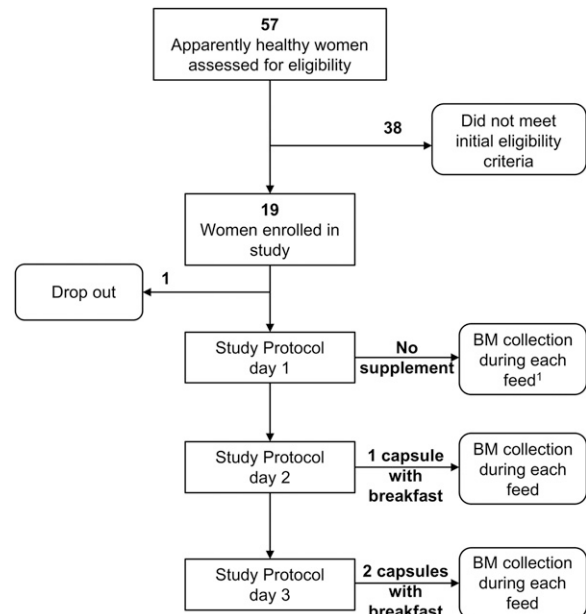 57
Apparently healthy women
assessed for eligibility
38
Did not meet
initial eligibility
criteria
19
Women enrolled in
study
1
Drop out
Study Protocol
day 1
No
supplement
BM collection
during each
feed¹
Study Protocol
day 2
1 capsule
with
breakfast
BM collection
during each
feed
Study Protocol
day 3
2 capsules
with
breakfast
BM collection
during each
feed